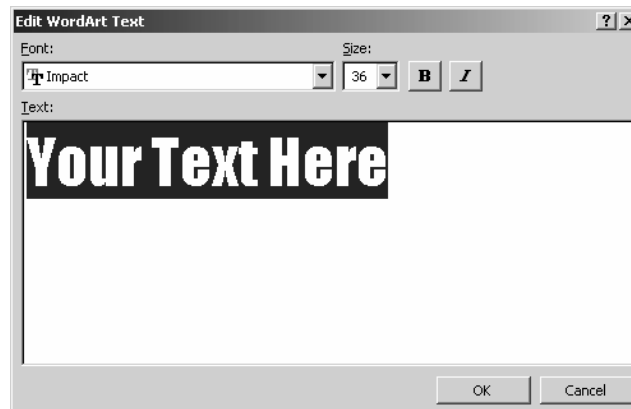 Edit WordArt Text
Font: Size:
Impact 36 B I
Text:
Your Text Here
OK Cancel